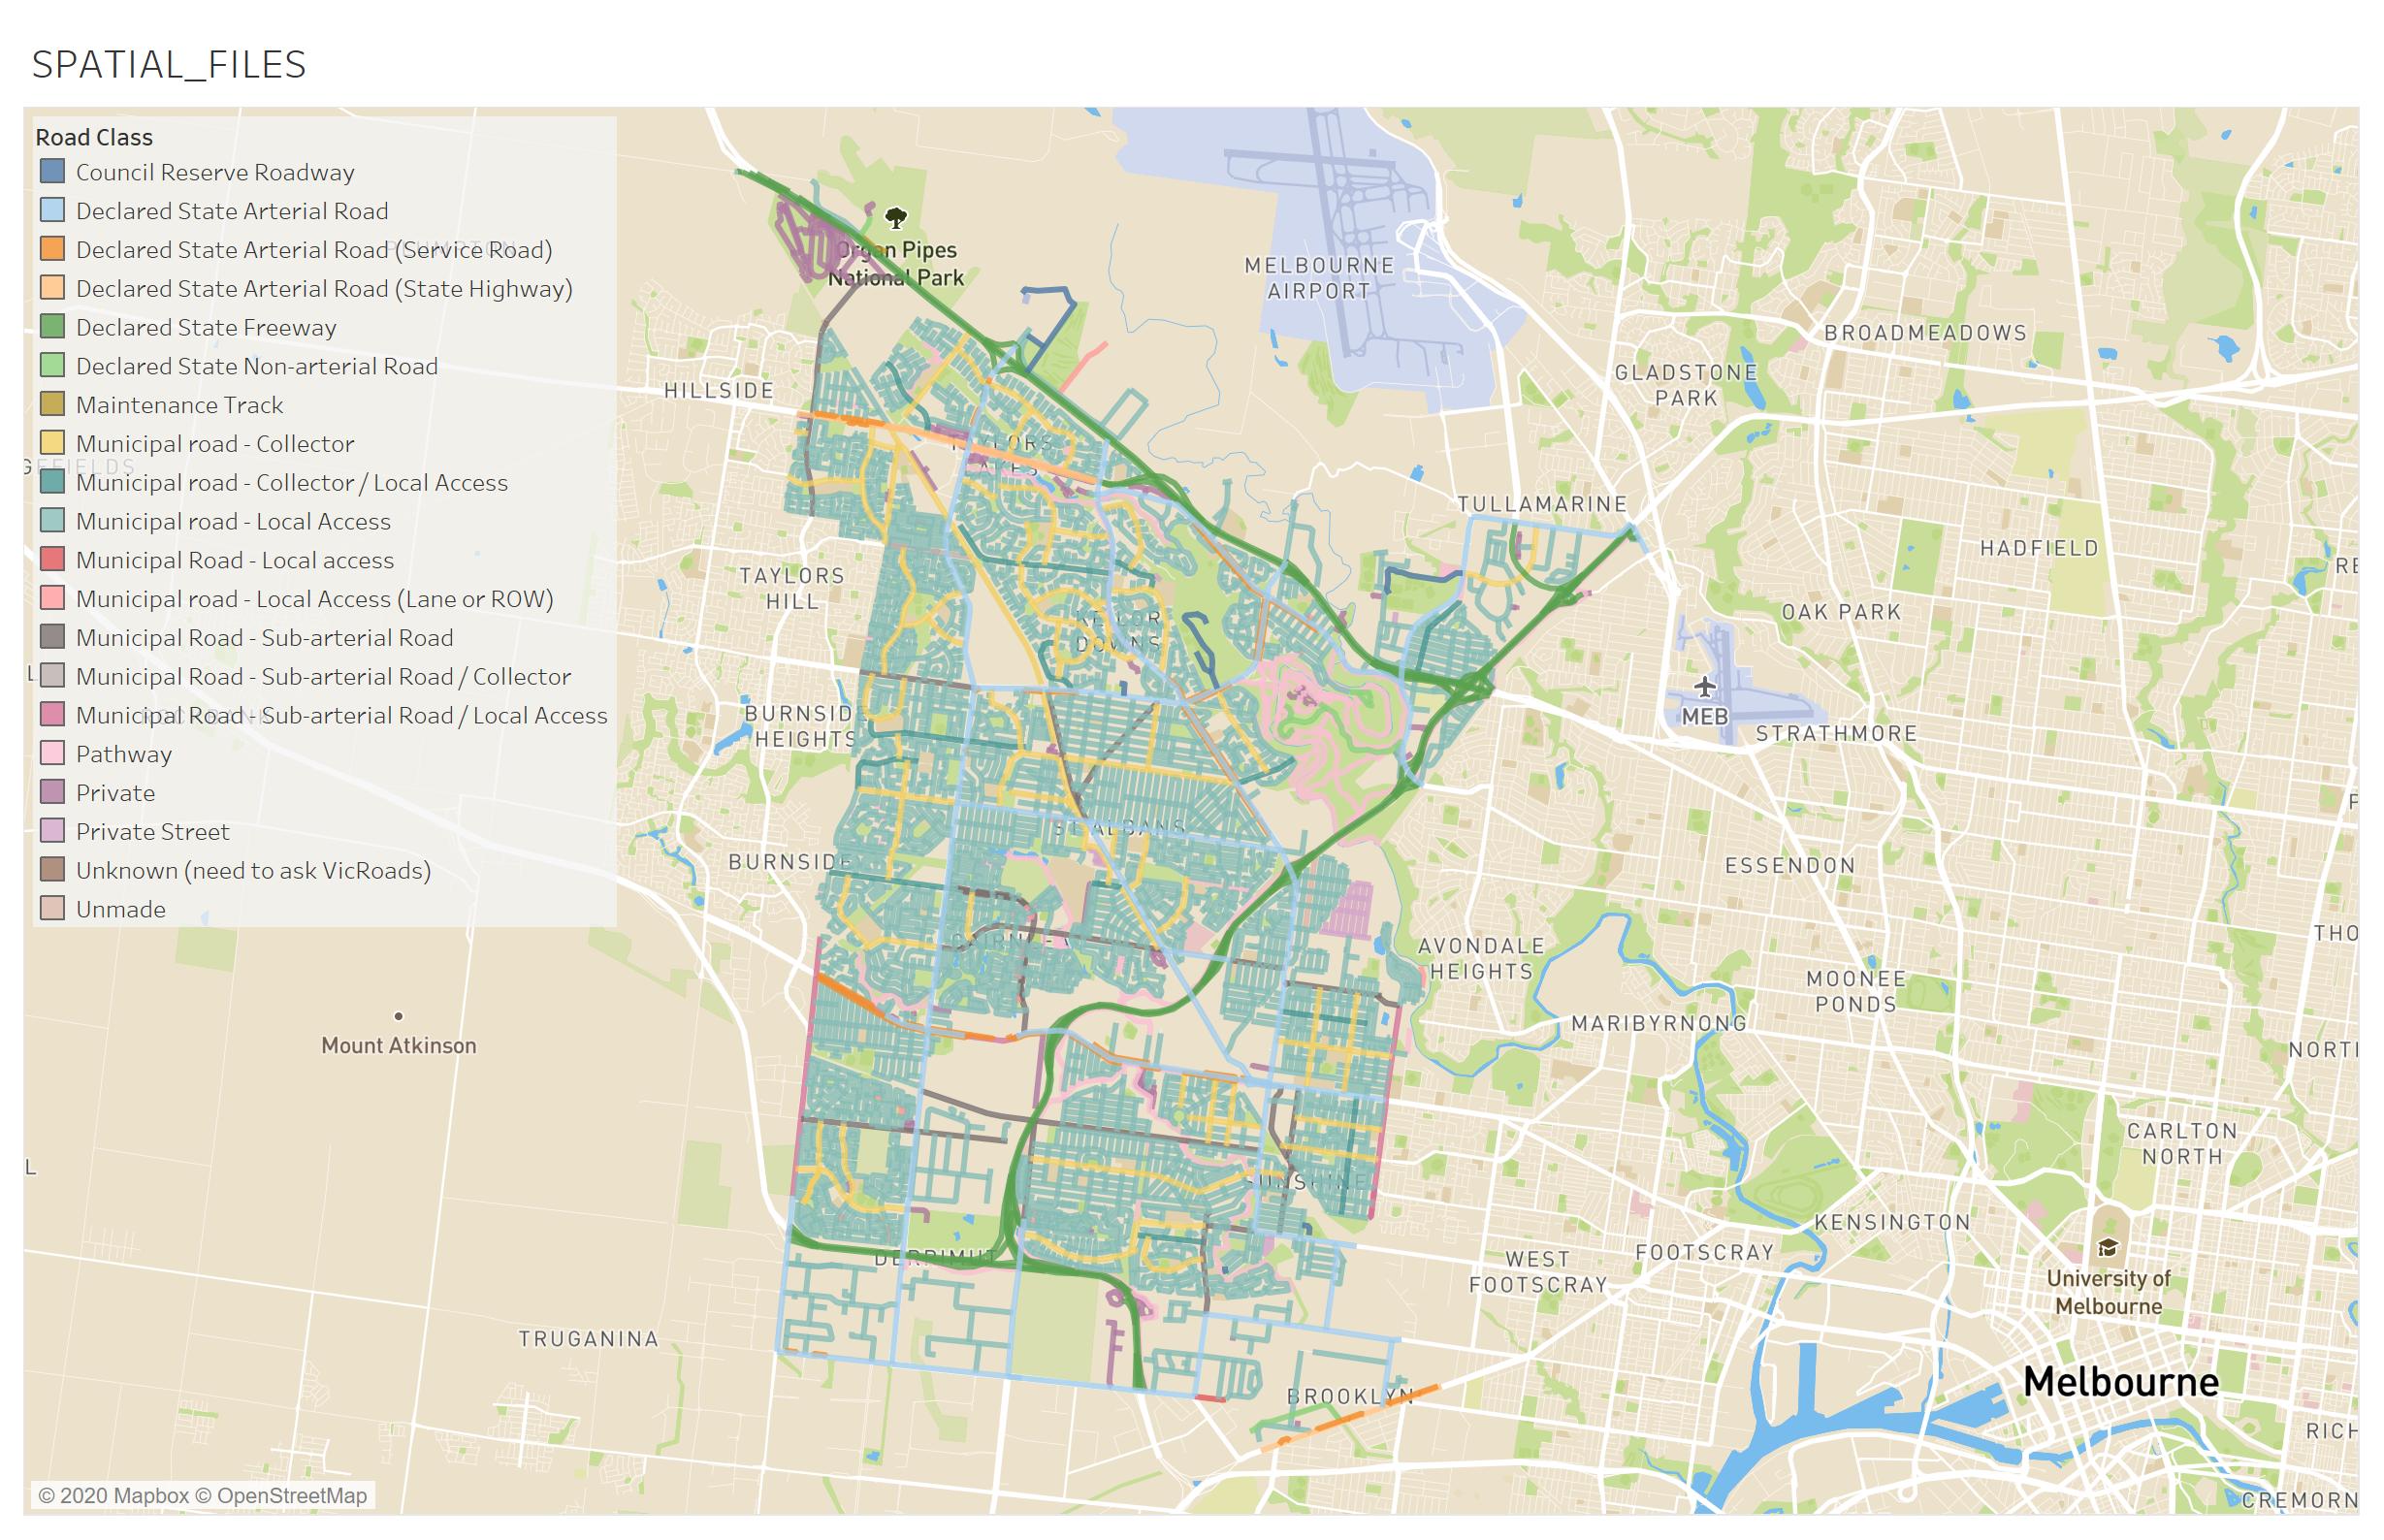 SPATIAL_FILES
Road Class
Council Reserve Roadway
Declared State Arterial Road
Declared State Arterial Road (Service Road)
Declared State Arterial Road (State Highway)
Declared State Freeway
Declared State Non-arterial Road
Maintenance Track
Municipal road - Collector
Municipal road - Collector / Local Access
Municipal road - Local Access
Municipal Road - Local access
Municipal road - Local Access (Lane or ROW)
Municipal Road - Sub-arterial Road
Municipal Road - Sub-arterial Road / Collector
Municipal Road - Sub-arterial Road / Local Access
Pathway
Private
Private Street
Unknown (need to ask VicRoads)
Unmade
Organ Pipes
National Park
MELBOURNE
AIRPORT
BROADMEADOWS
GLADSTONE
PARK
HILLSIDE
TAYLORS
LAKES
TULLAMARINE
HADFIELD
TAYLORS
HILL
OAK PARK
KEILOR
DOWNS
MEB
STRATHMORE
BURNSIDE
HEIGHTS
ST ALBANS
BURNSIDE
ESSENDON
AVONDALE
HEIGHTS
THO
MOONEE
PONDS
MARIBYRNONG
Mount Atkinson
NORTH
CARLTON
NORTH
SUNSHINE
KENSINGTON
DERRIMUT
WEST
FOOTSCRAY
FOOTSCRAY
University of
Melbourne
TRUGANINA
Melbourne
BROOKLYN
RICH
CREMORN
© 2020 Mapbox © OpenStreetMap